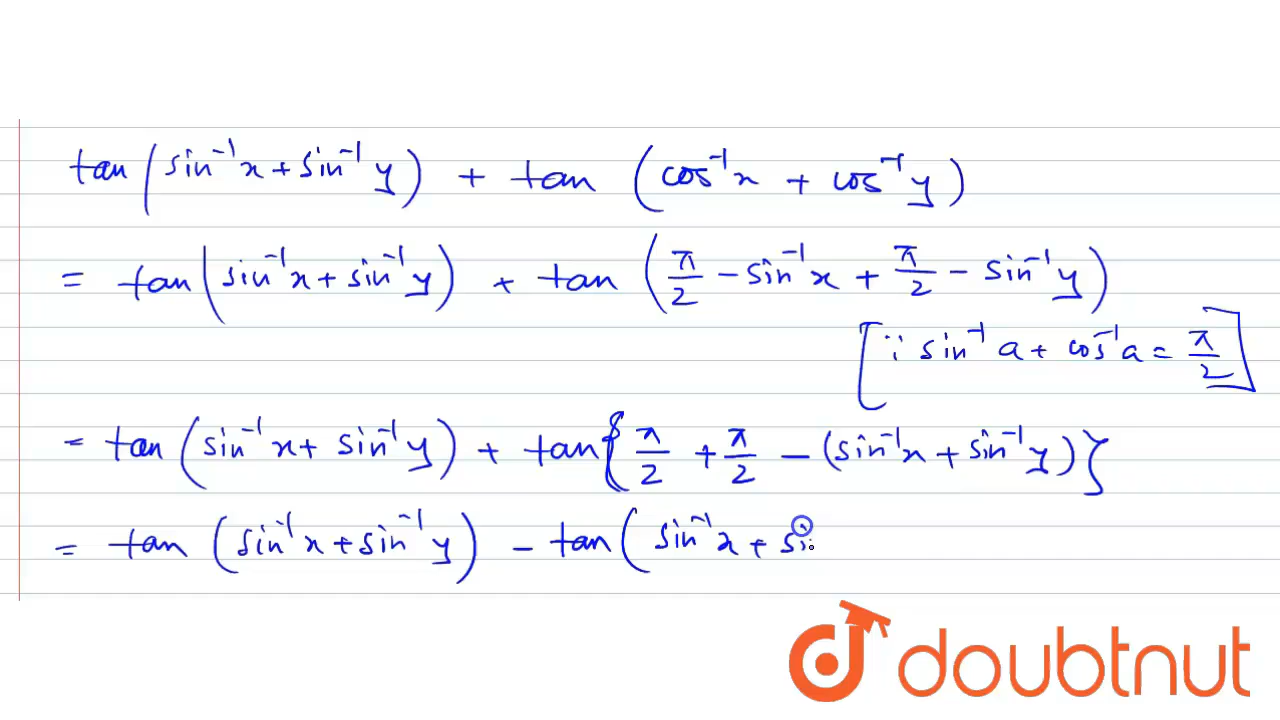 tan(sin⁻¹x + sin⁻¹y) + tan(cos⁻¹x + cos⁻¹y)
= tan(sin⁻¹x + sin⁻¹y) + tan(π/2 − sin⁻¹x + π/2 − sin⁻¹y)
[∵ sin⁻¹a + cos⁻¹a = π/2]
= tan(sin⁻¹x + sin⁻¹y) + tan{π/2 + π/2 − (sin⁻¹x + sin⁻¹y)}
= tan(sin⁻¹x + sin⁻¹y) − tan(sin⁻¹x + si
doubtnut